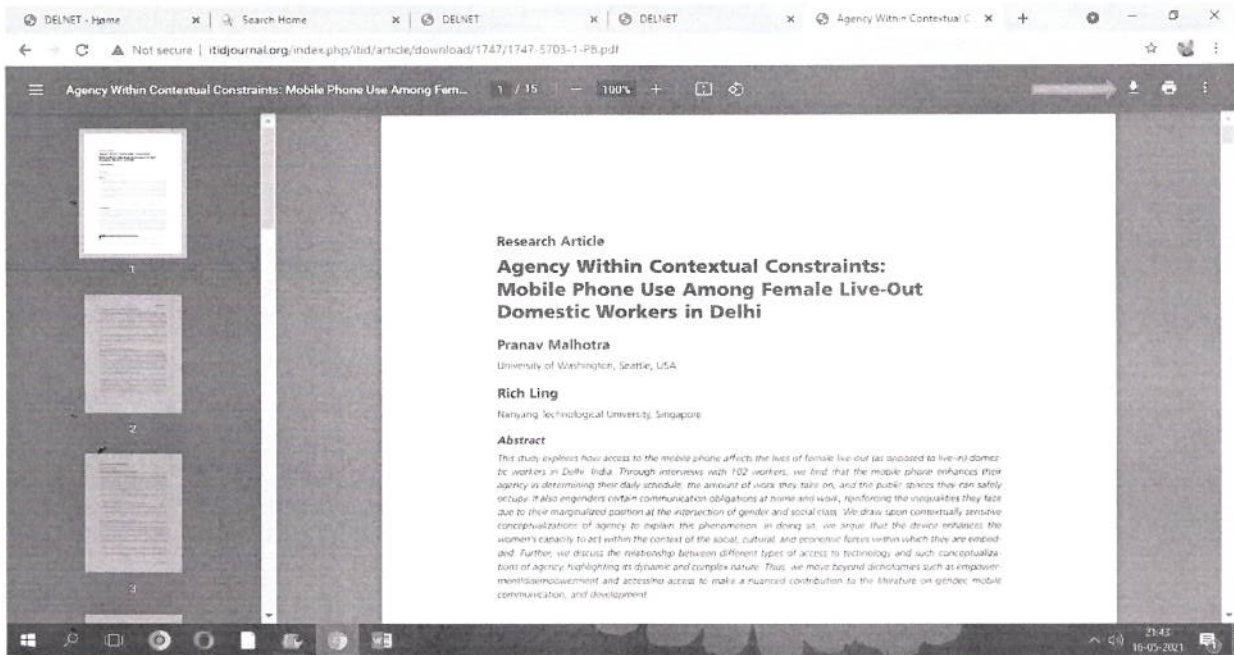 DELNET - Home
Search Home
DELNET
DELNET
Agency Within Contextual C
Not secure | itidjournal.org/index.php/itid/article/download/1747/1747-5703-1-PB.pdf
Agency Within Contextual Constraints: Mobile Phone Use Among Fem... 1 / 15 100%
1
2
3
Research Article
Agency Within Contextual Constraints:
Mobile Phone Use Among Female Live-Out
Domestic Workers in Delhi
Pranav Malhotra
University of Washington, Seattle, USA
Rich Ling
Nanyang Technological University, Singapore
Abstract
This study explores how access to the mobile phone affects the lives of female live-out (as opposed to live-in) domes-
tic workers in Delhi, India. Through interviews with 102 workers, we find that the mobile phone enhances their
agency in determining their daily schedule, the amount of work they take on, and the public spaces they can safely
occupy. It also engenders certain communication obligations at home and work, reinforcing the inequalities they face
due to their marginalized position at the intersection of gender and social class. We draw upon contextually sensitive
conceptualizations of agency to explain this phenomenon. In doing so, we argue that the device enhances the
women's capacity to act within the context of the social, cultural, and economic forces within which they are embed-
ded. Further, we discuss the relationship between different types of access to technology and such conceptualiza-
tions of agency, highlighting its dynamic and complex nature. Thus, we move beyond dichotomies such as empower-
ment/disempowerment and access/no access to make a nuanced contribution to the literature on gender, mobile
communication, and development.
21:43
16-05-2021